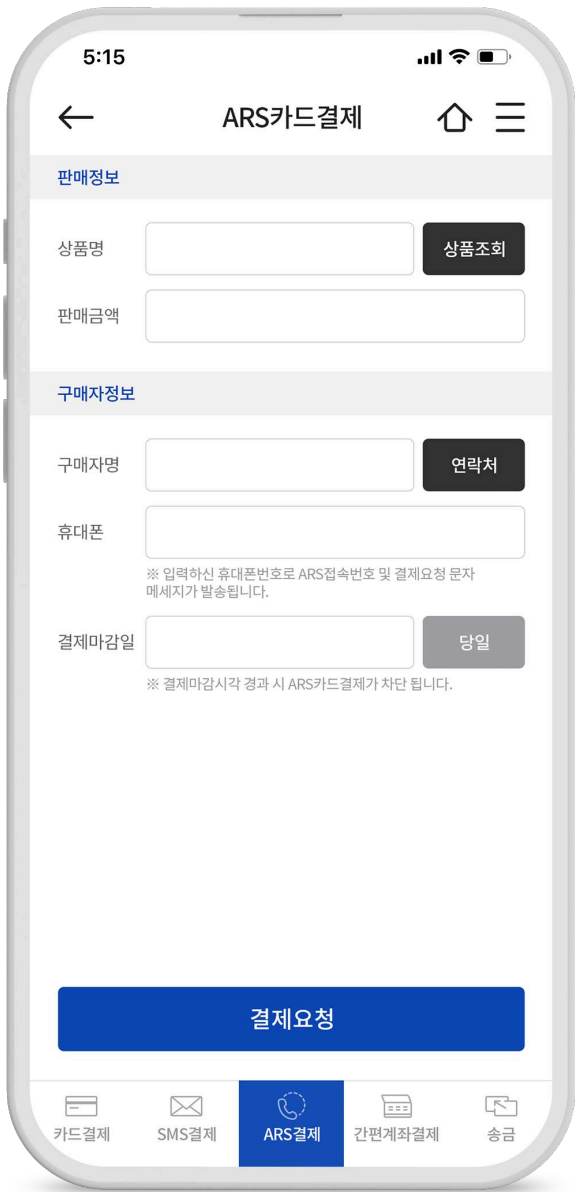 5:15
ARS카드결제
판매정보
상품명
상품조회
판매금액
구매자정보
구매자명
연락처
휴대폰
※ 입력하신 휴대폰번호로 ARS접속번호 및 결제요청 문자
메세지가 발송됩니다.
결제마감일
당일
※ 결제마감시각 경과 시 ARS카드결제가 차단 됩니다.
결제요청
카드결제
SMS결제
ARS결제
간편계좌결제
송금